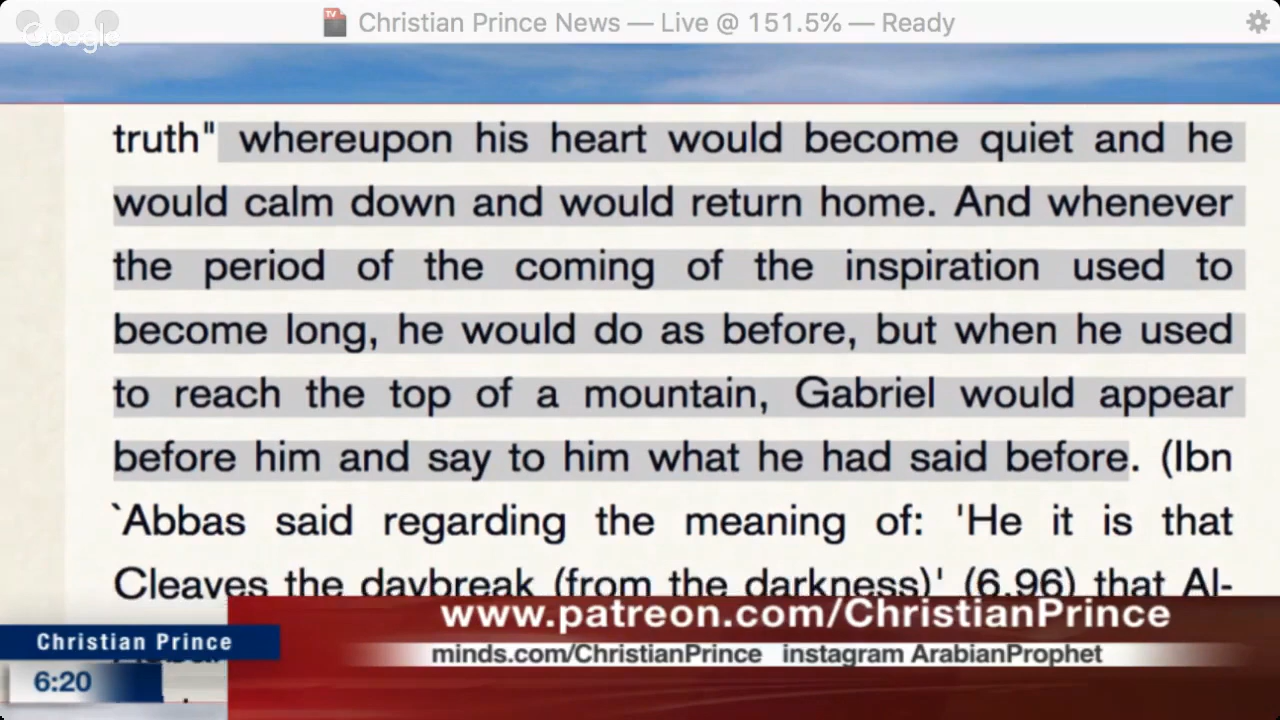 Christian Prince News — Live @ 151.5% — Ready
Google
truth" whereupon his heart would become quiet and he
would calm down and would return home. And whenever
the period of the coming of the inspiration used to
become long, he would do as before, but when he used
to reach the top of a mountain, Gabriel would appear
before him and say to him what he had said before. (Ibn
`Abbas said regarding the meaning of: 'He it is that
Cleaves the daybreak (from the darkness)' (6.96) that Al-
www.patreon.com/ChristianPrince
Christian Prince
minds.com/ChristianPrince instagram ArabianProphet
6:20